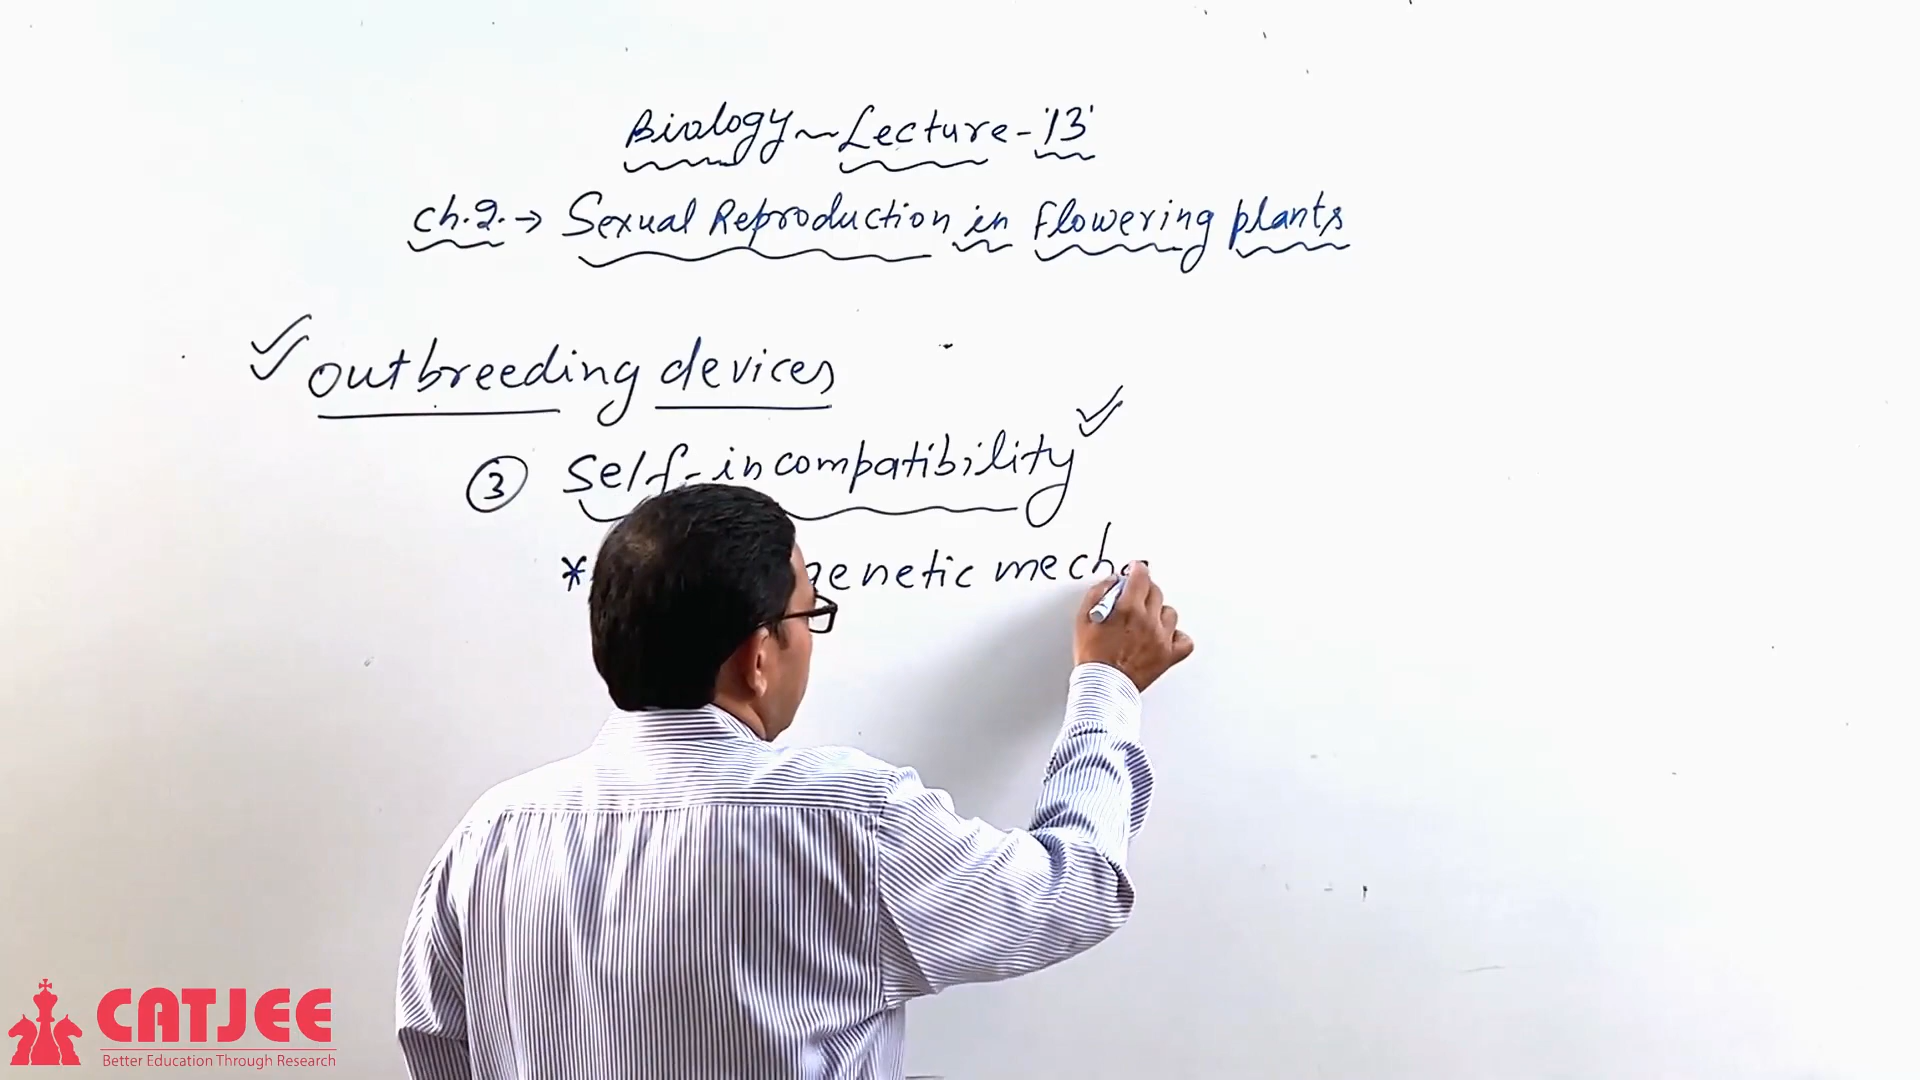 Biology ~ Lecture - '13'
Ch.2. → Sexual Reproduction in Flowering plants
Outbreeding devices
③ Self-incompatibility
* genetic mecha
CATJEE
Better Education Through Research